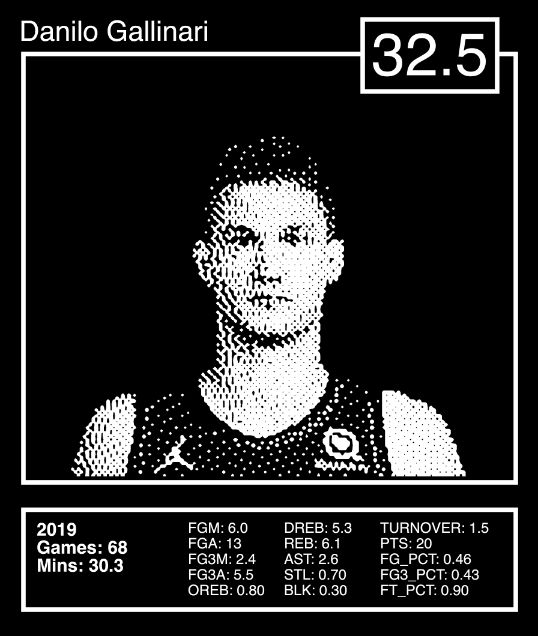 Danilo Gallinari
32.5
2019
Games: 68
Mins: 30.3
FGM: 6.0
FGA: 13
FG3M: 2.4
FG3A: 5.5
OREB: 0.80
DREB: 5.3
REB: 6.1
AST: 2.6
STL: 0.70
BLK: 0.30
TURNOVER: 1.5
PTS: 20
FG_PCT: 0.46
FG3_PCT: 0.43
FT_PCT: 0.90